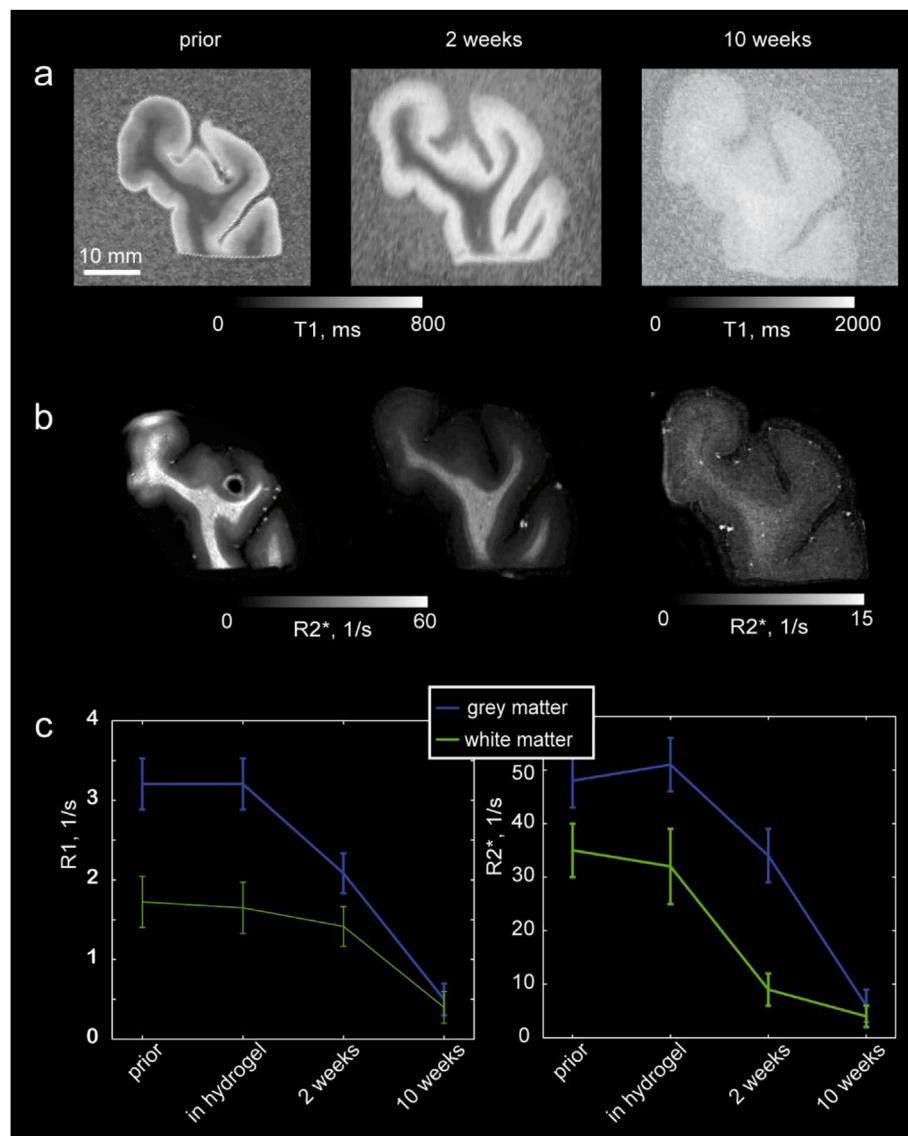 prior 2 weeks 10 weeks
a
10 mm
0 800 0 2000
T1, ms T1, ms
b
0 60 0 15
R2*, 1/s R2*, 1/s
c
grey matter
white matter
4
3
2
1
0
R1, 1/s
prior in hydrogel 2 weeks 10 weeks
50
40
30
20
10
0
R2*, 1/s
prior in hydrogel 2 weeks 10 weeks